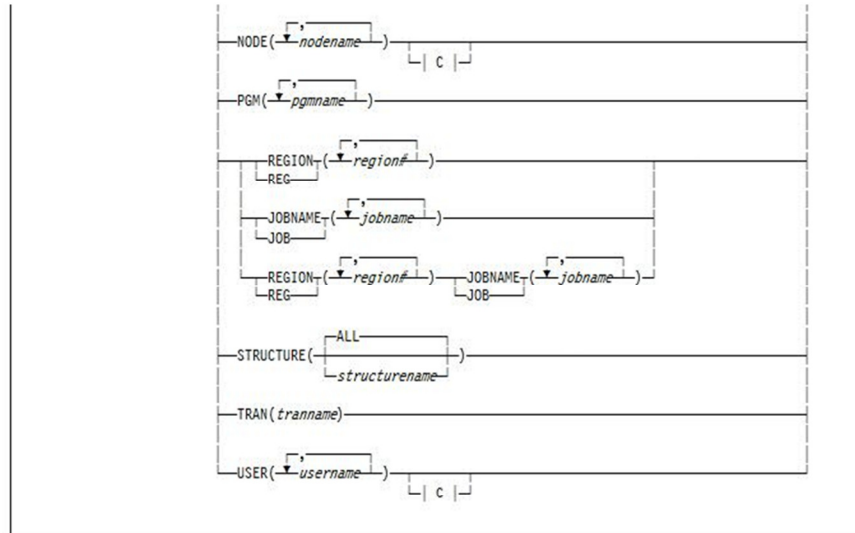 ,
NODE( nodename )
| C |
,
PGM( pgmname )
,
REGION ( region# )
REG
,
JOBNAME ( jobname )
JOB
, ,
REGION ( region# ) JOBNAME ( jobname )
REG JOB
ALL
STRUCTURE( )
structurename
TRAN(tranname)
,
USER( username )
| C |